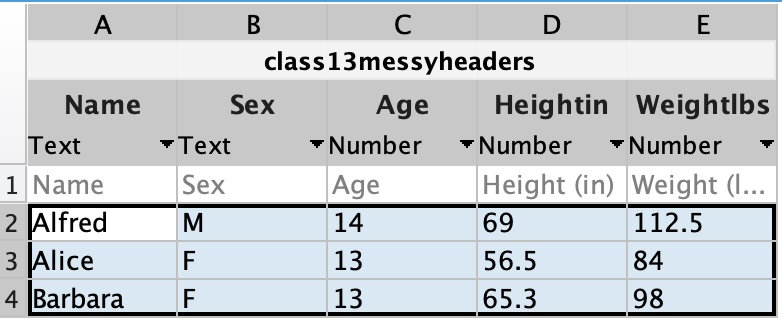 A B C D E
class13messyheaders
Name Sex Age Heightin Weightlbs
Text Text Number Number Number
1 Name Sex Age Height (in) Weight (l...
2 Alfred M 14 69 112.5
3 Alice F 13 56.5 84
4 Barbara F 13 65.3 98